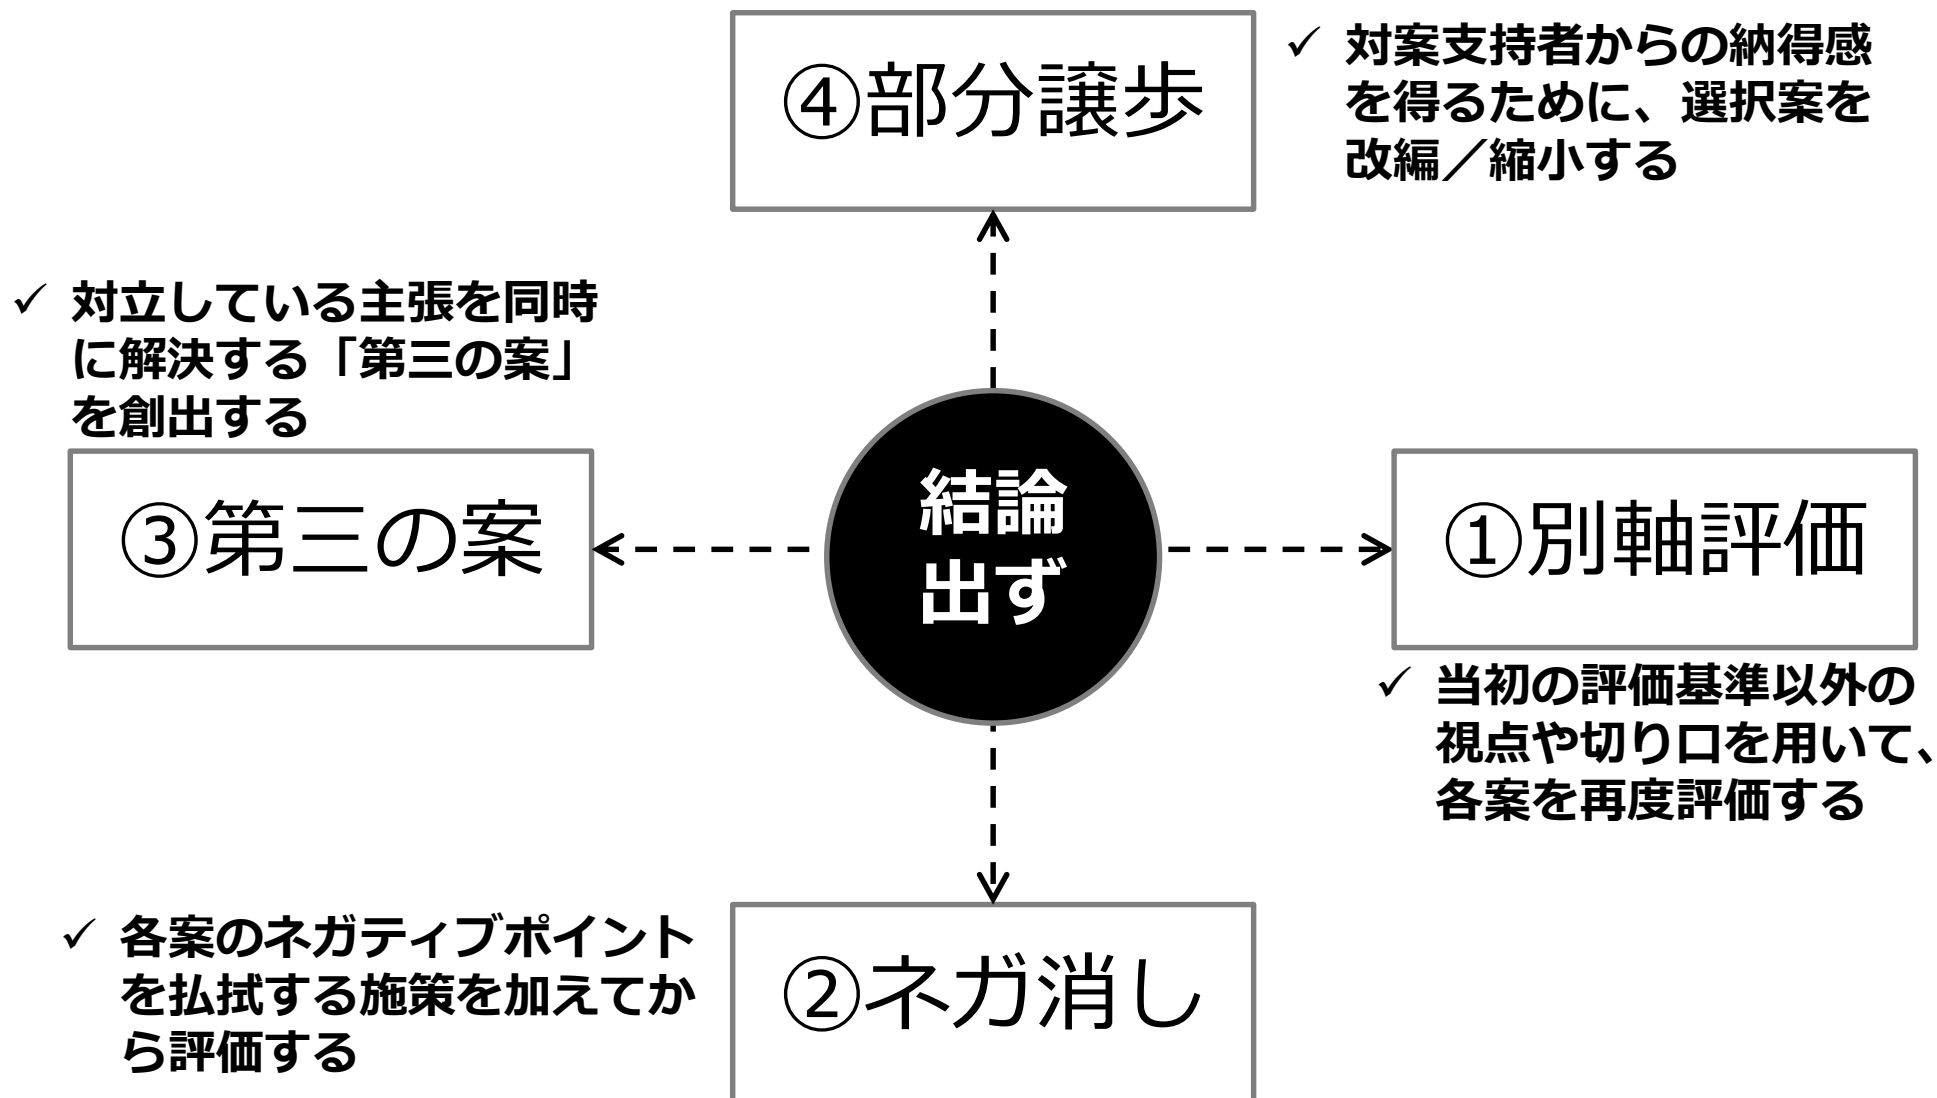 ④部分譲歩
✓ 対案支持者からの納得感
を得るために、選択案を
改編／縮小する
✓ 対立している主張を同時
に解決する「第三の案」
を創出する
③第三の案
結論
出ず
①別軸評価
✓ 当初の評価基準以外の
視点や切り口を用いて、
各案を再度評価する
✓ 各案のネガティブポイント
を払拭する施策を加えてか
ら評価する
②ネガ消し